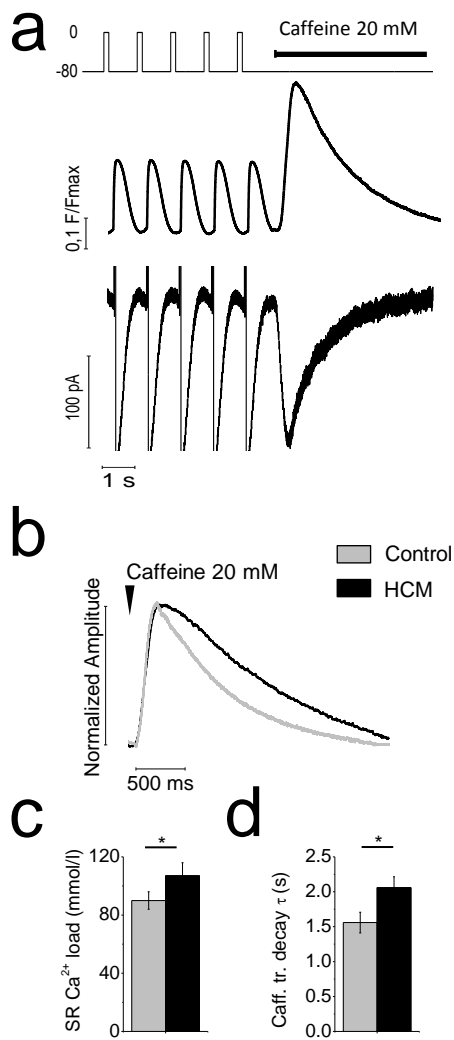 a
0
-80
Caffeine 20 mM
0,1 F/Fmax
100 pA
1 s
b
Control
HCM
Caffeine 20 mM
Normalized Amplitude
500 ms
c
*
SR Ca²⁺ load (mmol/l)
120
80
40
0
d
*
Caff. tr. decay τ (s)
2.5
2.0
1.5
1.0
0.5
0.0